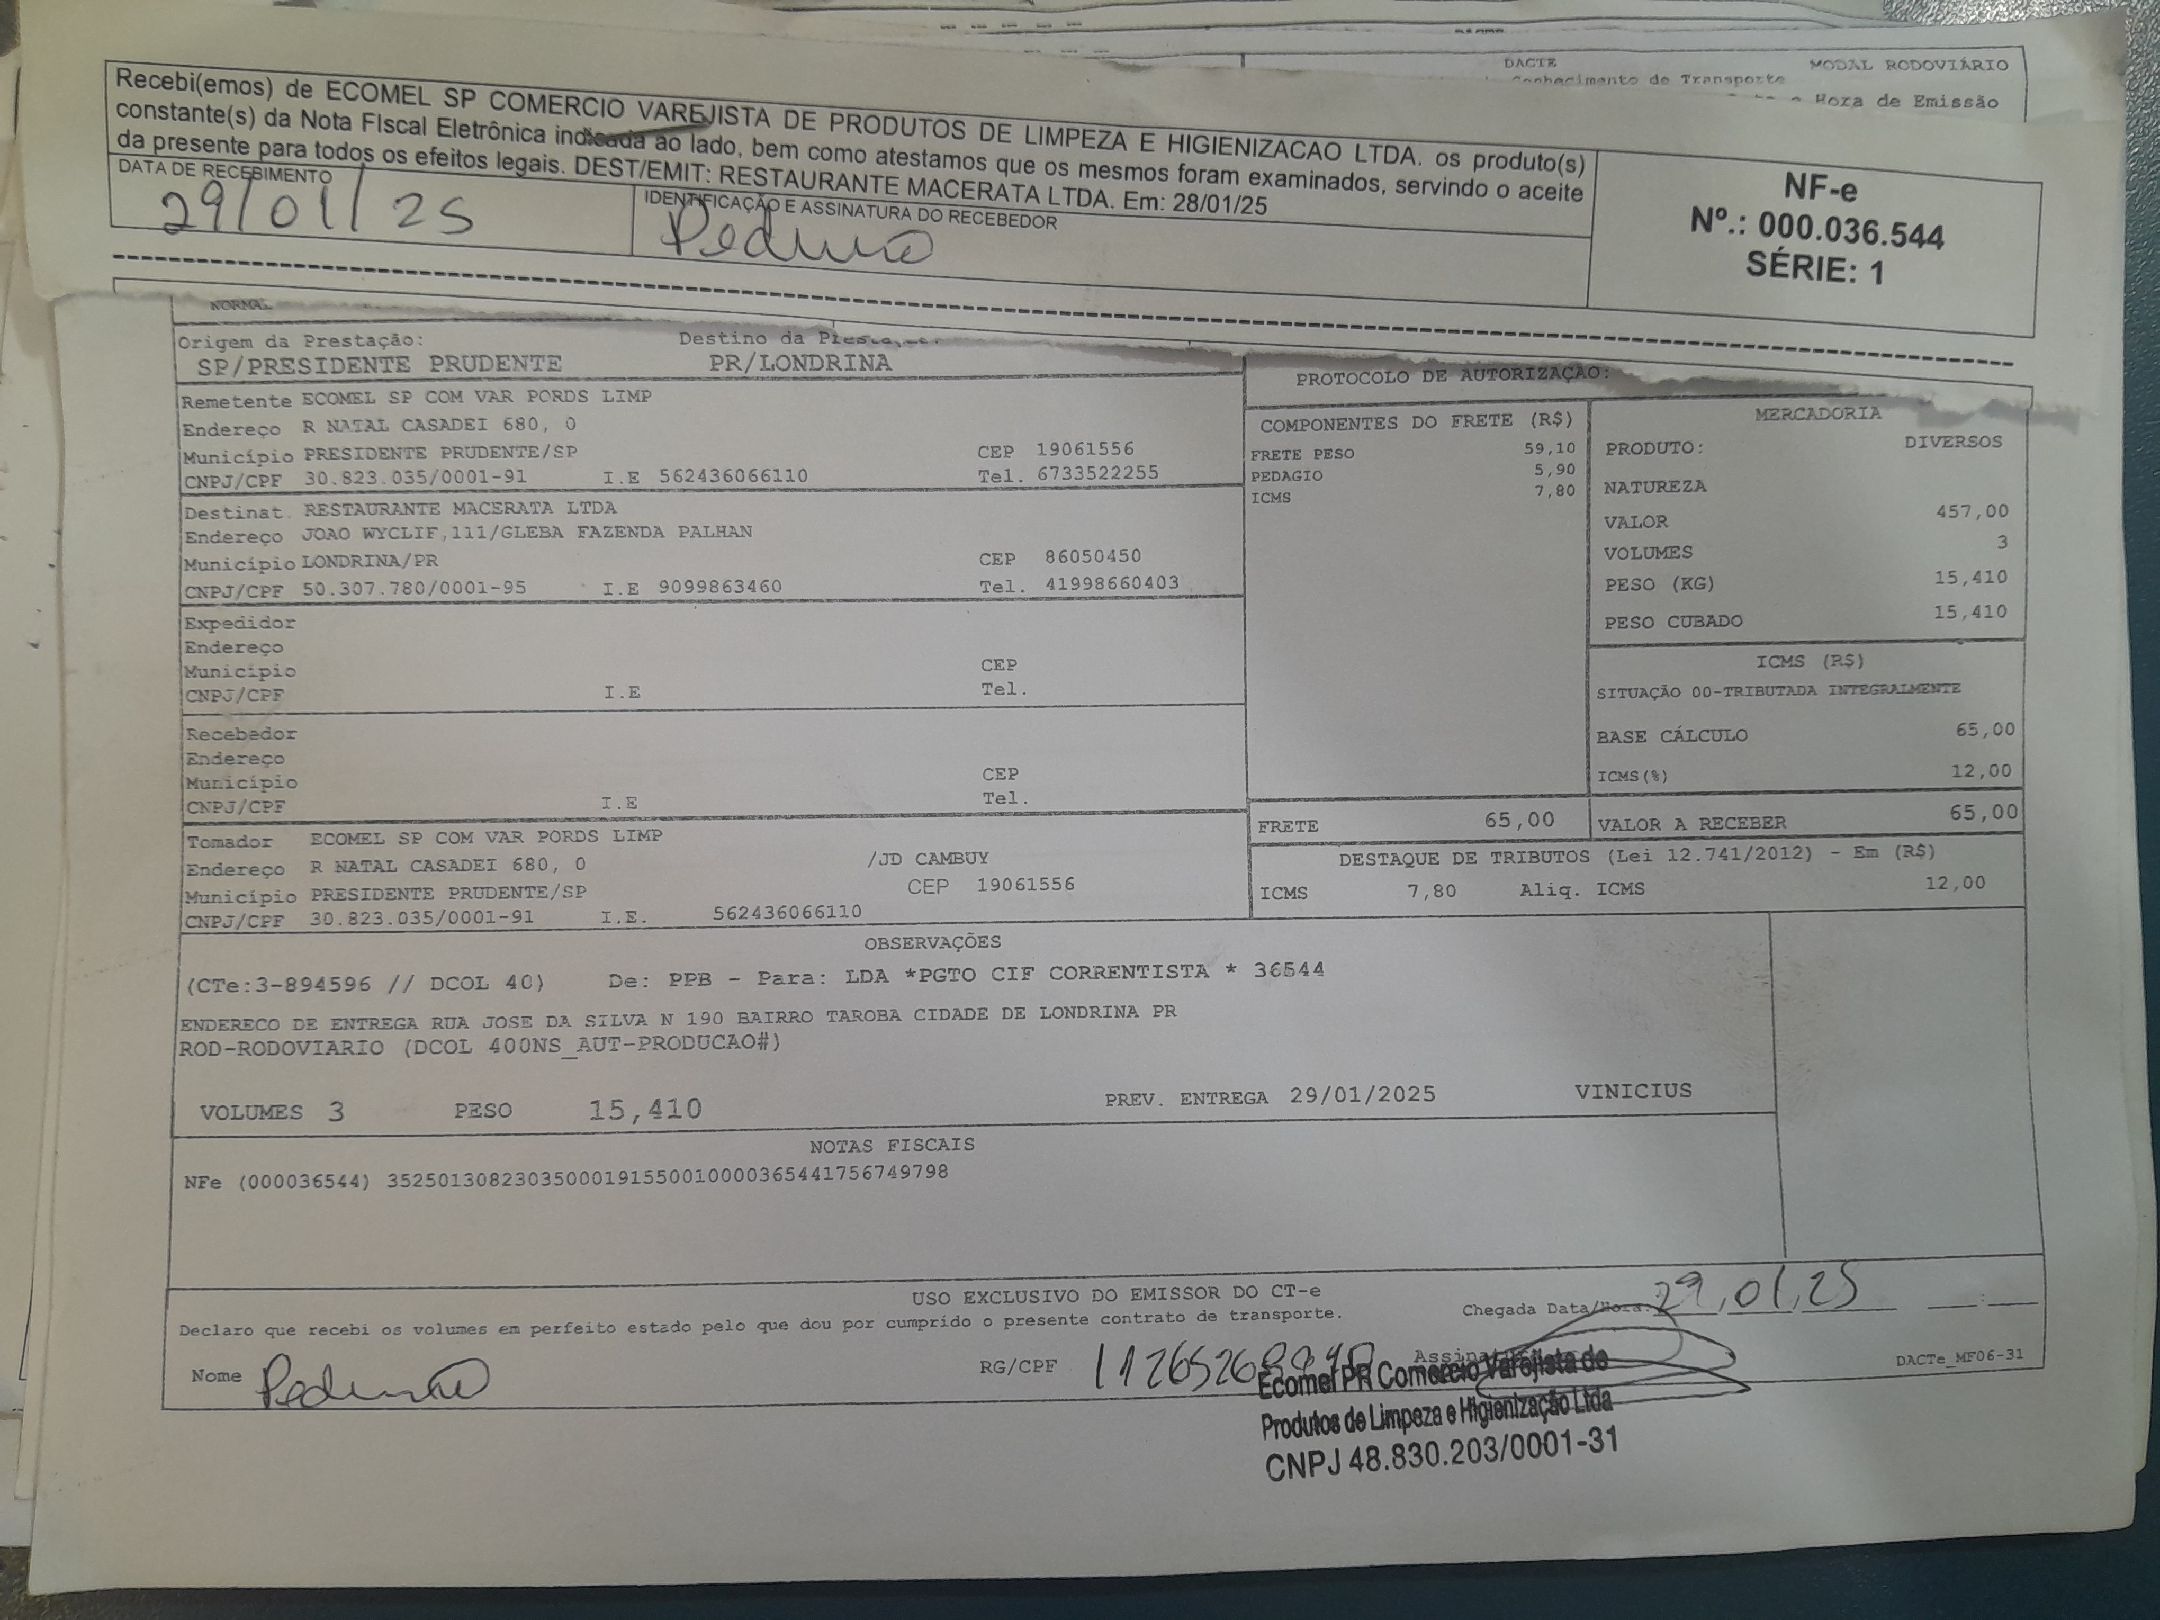 DACTE MODAL RODOVIÁRIO
Conhecimento de Transporte
Hora de Emissão
Recebi(emos) de ECOMEL SP COMERCIO VAREJISTA DE PRODUTOS DE LIMPEZA E HIGIENIZACAO LTDA. os produto(s)
constante(s) da Nota FIscal Eletrônica indicada ao lado, bem como atestamos que os mesmos foram examinados, servindo o aceite
da presente para todos os efeitos legais. DEST/EMIT: RESTAURANTE MACERATA LTDA. Em: 28/01/25
DATA DE RECEBIMENTO
29/01/25
IDENTIFICAÇÃO E ASSINATURA DO RECEBEDOR
NF-e
Nº.: 000.036.544
SÉRIE: 1
NORMAL
Origem da Prestação: Destino da
SP/PRESIDENTE PRUDENTE PR/LONDRINA
PROTOCOLO DE AUTORIZAÇÃO:
Remetente ECOMEL SP COM VAR PORDS LIMP
Endereço R NATAL CASADEI 680, 0
Município PRESIDENTE PRUDENTE/SP CEP 19061556
CNPJ/CPF 30.823.035/0001-91 I.E 562436066110 Tel. 6733522255
Destinat. RESTAURANTE MACERATA LTDA
Endereço JOAO WYCLIF,111/GLEBA FAZENDA PALHAN
Município LONDRINA/PR CEP 86050450
CNPJ/CPF 50.307.780/0001-95 I.E 9099863460 Tel. 41998660403
Expedidor
Endereço
Município CEP
CNPJ/CPF I.E Tel.
Recebedor
Endereço
Município CEP
CNPJ/CPF I.E Tel.
Tomador ECOMEL SP COM VAR PORDS LIMP
Endereço R NATAL CASADEI 680, 0 /JD CAMBUY
Município PRESIDENTE PRUDENTE/SP CEP 19061556
CNPJ/CPF 30.823.035/0001-91 I.E. 562436066110
COMPONENTES DO FRETE (R$)
FRETE PESO 59,10
PEDAGIO 5,90
ICMS 7,80
MERCADORIA
PRODUTO: DIVERSOS
NATUREZA
VALOR 457,00
VOLUMES 3
PESO (KG) 15,410
PESO CUBADO 15,410
ICMS (R$)
SITUAÇÃO 00-TRIBUTADA INTEGRALMENTE
BASE CÁLCULO 65,00
ICMS(%) 12,00
FRETE 65,00 VALOR A RECEBER 65,00
DESTAQUE DE TRIBUTOS (Lei 12.741/2012) - Em (R$)
ICMS 7,80 Aliq. ICMS 12,00
OBSERVAÇÕES
(CTe:3-894596 // DCOL 40) De: PPB - Para: LDA *PGTO CIF CORRENTISTA * 36544
ENDERECO DE ENTREGA RUA JOSE DA SILVA N 190 BAIRRO TAROBA CIDADE DE LONDRINA PR
ROD-RODOVIARIO (DCOL 400NS_AUT-PRODUCAO#)
VOLUMES 3 PESO 15,410 PREV. ENTREGA 29/01/2025 VINICIUS
NOTAS FISCAIS
NFe (000036544) 35250130823035000191550010000365441756749798
USO EXCLUSIVO DO EMISSOR DO CT-e
Declaro que recebi os volumes em perfeito estado pelo que dou por cumprido o presente contrato de transporte.
Chegada Data/Hora: 29,01,25
Nome
RG/CPF
DACTe_MF06-31
Ecomel PR Comercio Varejista de
Produtos de Limpeza e Higienização Ltda
CNPJ 48.830.203/0001-31